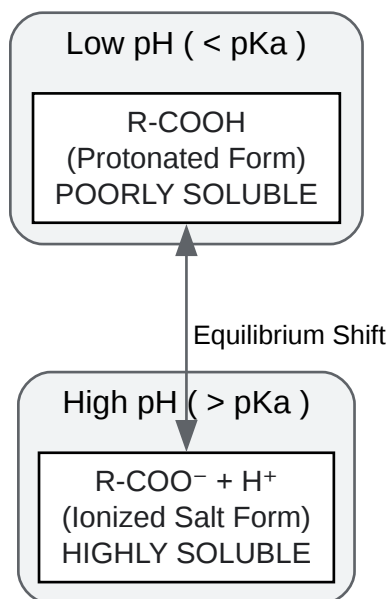 Low pH ( < pKa )
R-COOH
(Protonated Form)
POORLY SOLUBLE
Equilibrium Shift
High pH ( > pKa )
R-COO⁻ + H⁺
(Ionized Salt Form)
HIGHLY SOLUBLE